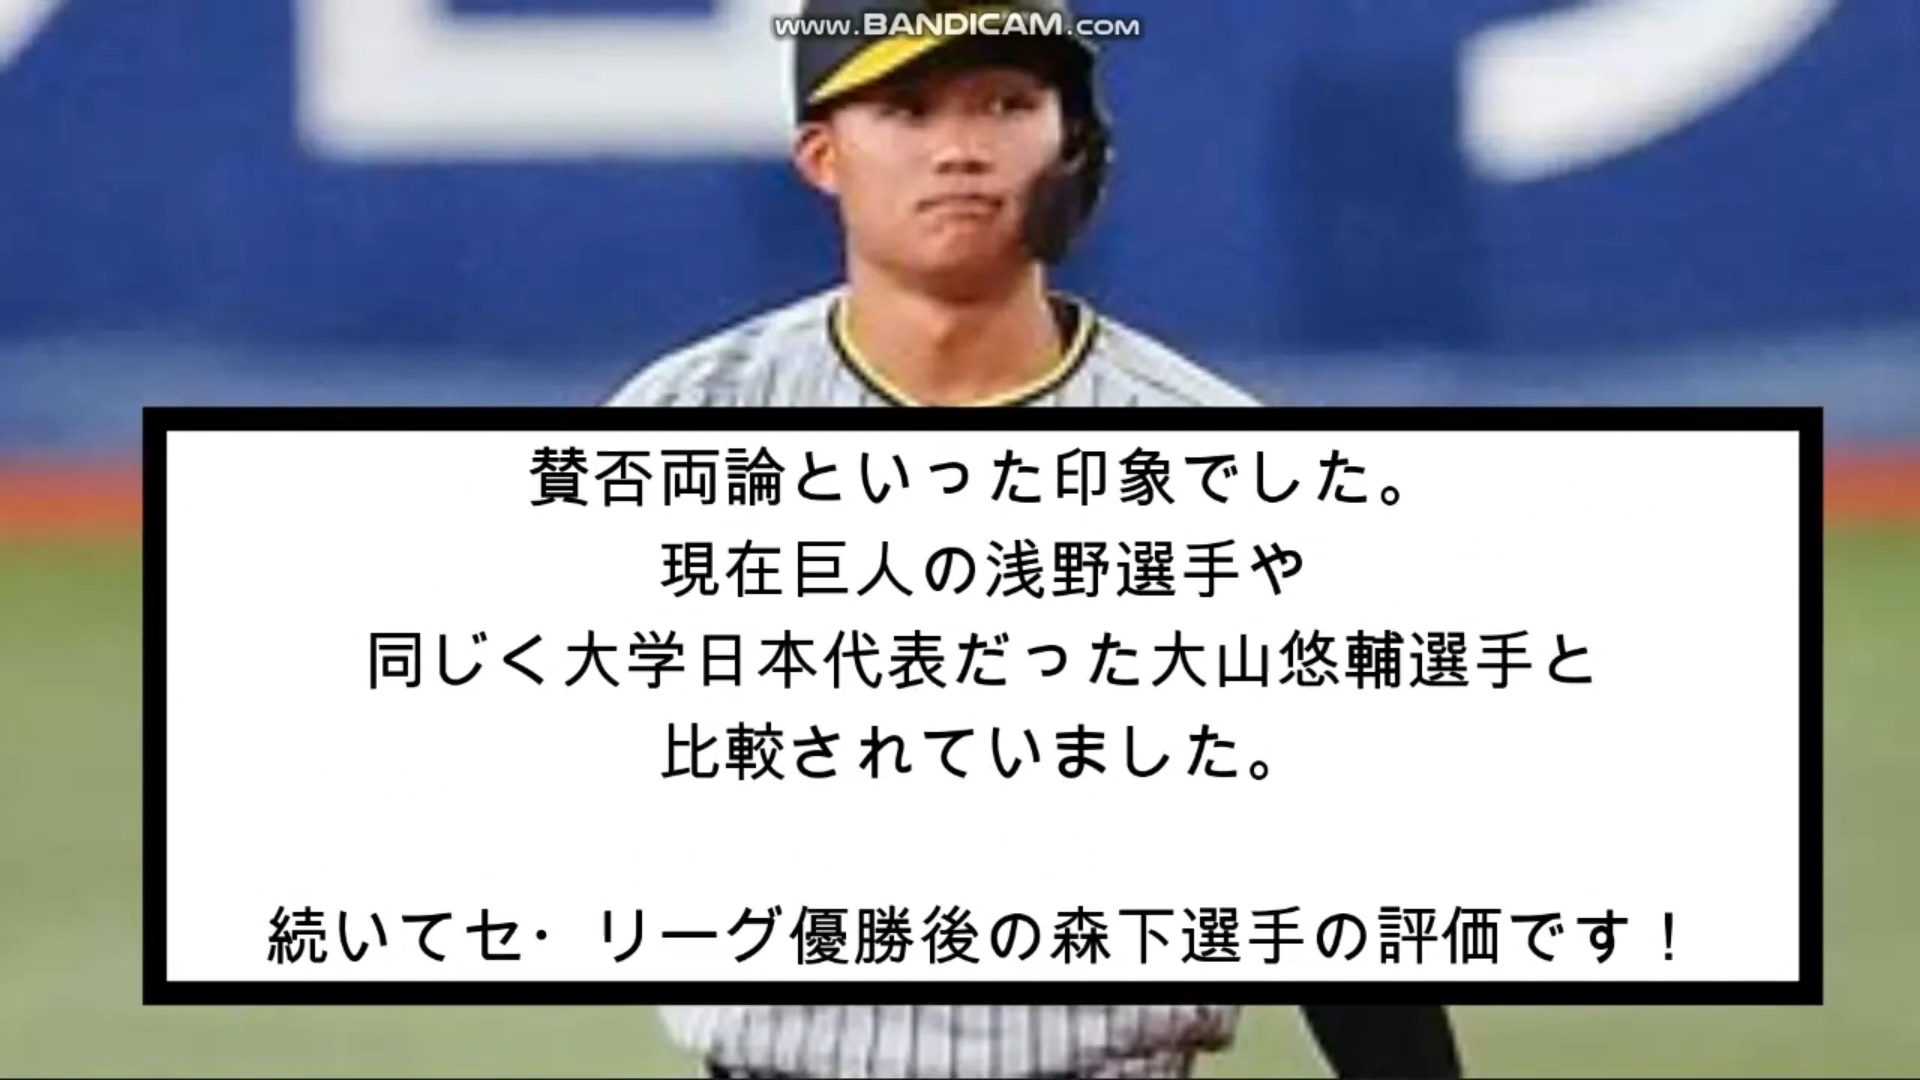 www.BANDICAM.com
賛否両論といった印象でした。
現在巨人の浅野選手や
同じく大学日本代表だった大山悠輔選手と
比較されていました。
続いてセ・リーグ優勝後の森下選手の評価です！